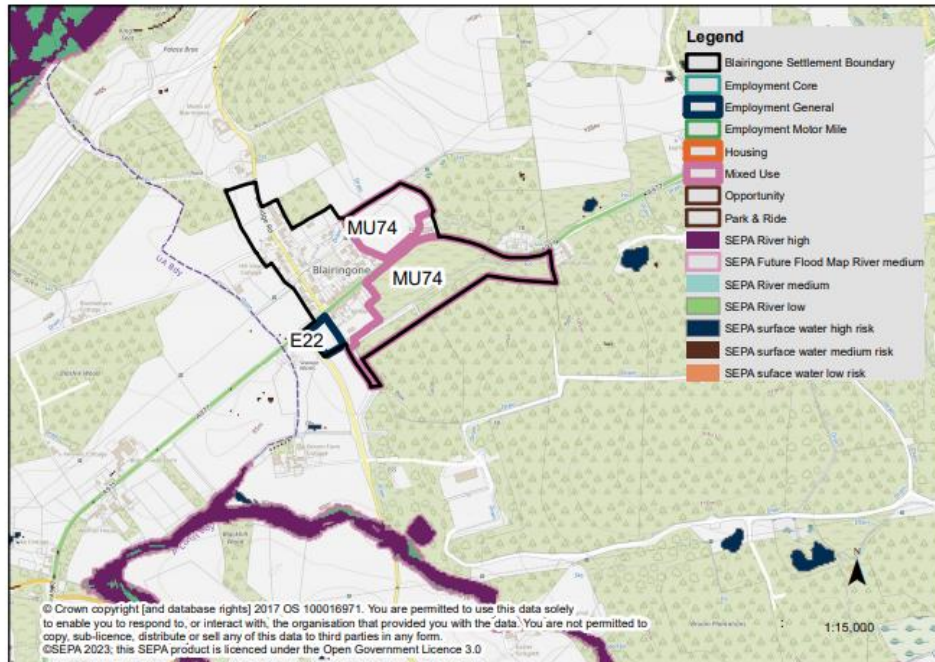 Legend
Blairingone Settlement Boundary
Employment Core
Employment General
Employment Motor Mile
Housing
Mixed Use
Opportunity
Park & Ride
SEPA River high
SEPA Future Flood Map River medium
SEPA River medium
SEPA River low
SEPA surface water high risk
SEPA surface water medium risk
SEPA suface water low risk
MU74
Blairingone
MU74
E22
UA Bdy
N
1:15,000
© Crown copyright [and database rights] 2017 OS 100016971. You are permitted to use this data solely
to enable you to respond to, or interact with, the organisation that provided you with the data. You are not permitted to
copy, sub-licence, distribute or sell any of this data to third parties in any form.
©SEPA 2023; this SEPA product is licenced under the Open Government Licence 3.0